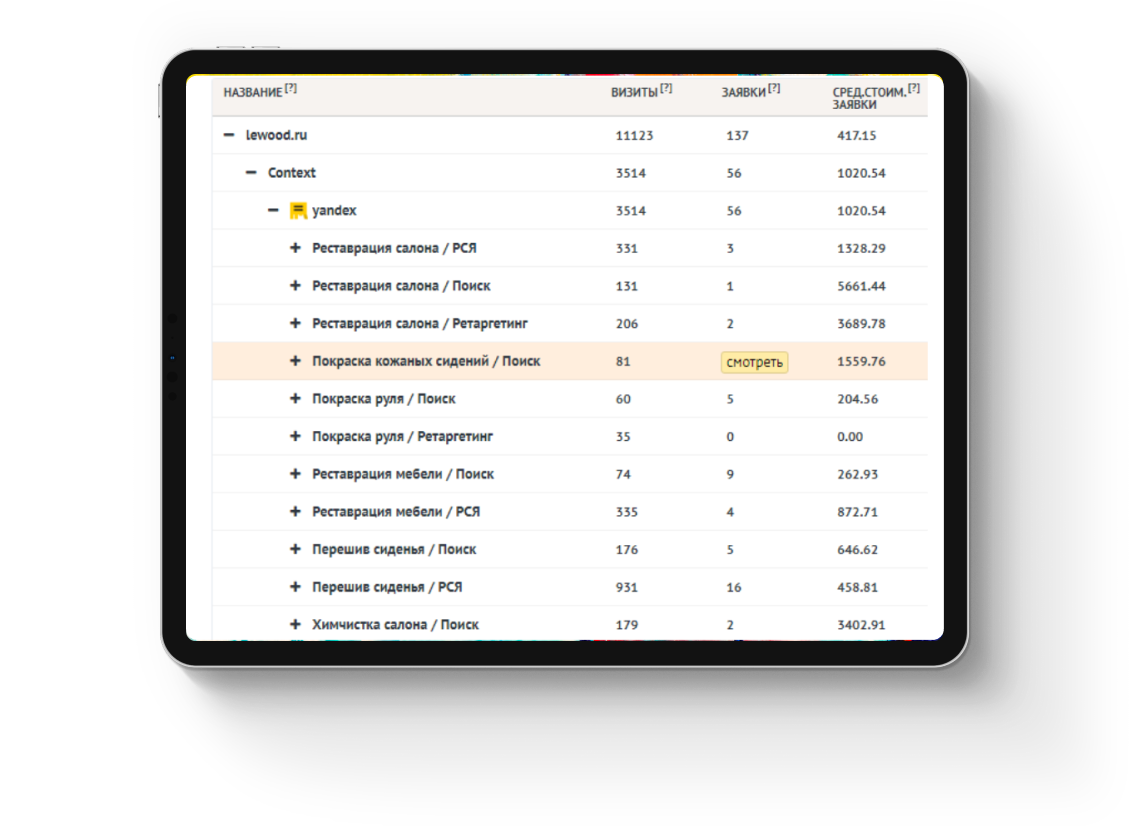 НАЗВАНИЕ [?] ВИЗИТЫ [?] ЗАЯВКИ [?] СРЕД.СТОИМ. [?]
ЗАЯВКИ
lewood.ru 11123 137 417.15
Context 3514 56 1020.54
yandex 3514 56 1020.54
Реставрация салона / РСЯ 331 3 1328.29
Реставрация салона / Поиск 131 1 5661.44
Реставрация салона / Ретаргетинг 206 2 3689.78
Покраска кожаных сидений / Поиск 81 смотреть 1559.76
Покраска руля / Поиск 60 5 204.56
Покраска руля / Ретаргетинг 35 0 0.00
Реставрация мебели / Поиск 74 9 262.93
Реставрация мебели / РСЯ 335 4 872.71
Перешив сиденья / Поиск 176 5 646.62
Перешив сиденья / РСЯ 931 16 458.81
Химчистка салона / Поиск 179 2 3402.91